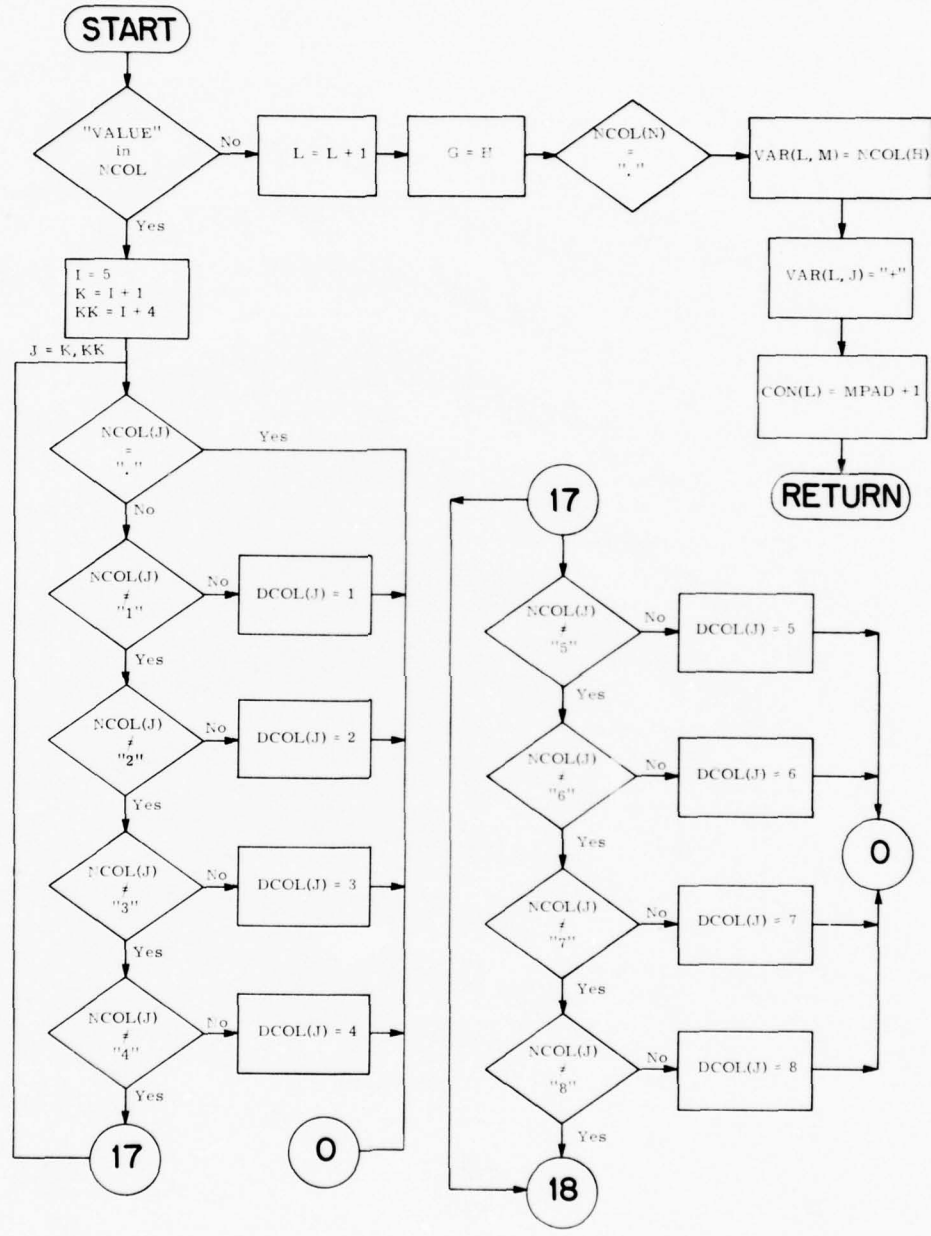 START
"VALUE"
in
NCOL
No
L = L + 1
G = H
NCOL(N)
=
"."
VAR(L, M) = NCOL(H)
Yes
VAR(L, J) = "+"
I = 5
K = I + 1
KK = I + 4
J = K, KK
CON(L) = MPAD + 1
RETURN
NCOL(J)
=
"."
Yes
No
NCOL(J)
≠
"1"
No
DCOL(J) = 1
Yes
NCOL(J)
≠
"2"
No
DCOL(J) = 2
Yes
NCOL(J)
≠
"3"
No
DCOL(J) = 3
Yes
NCOL(J)
≠
"4"
No
DCOL(J) = 4
Yes
17
0
17
NCOL(J)
≠
"5"
No
DCOL(J) = 5
Yes
NCOL(J)
≠
"6"
No
DCOL(J) = 6
Yes
0
NCOL(J)
≠
"7"
No
DCOL(J) = 7
Yes
NCOL(J)
≠
"8"
No
DCOL(J) = 8
Yes
18